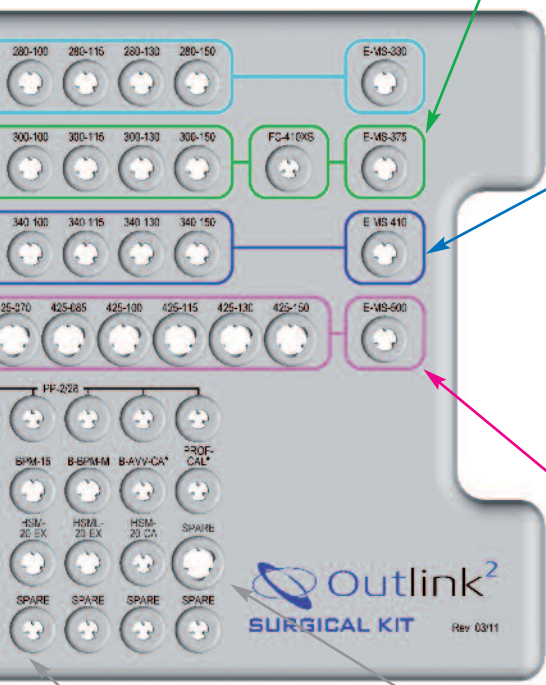 280-100 280-115 280-130 280-150 E-MS-330
300-100 300-115 300-130 300-150 FC-410XS E-MS-375
340-100 340-115 340-130 340-150 E-MS-410
425-085 425-100 425-115 425-130 425-150 E-MS-500
PP-2/28
BPM-15 B-BPM-M B-AVV-CA* PROF-
CAL*
HSM- HSML- HSM- SPARE
20 EX 20 EX 20 CA
SPARE SPARE SPARE SPARE
Outlink2
SURGICAL KIT Rev 03/11